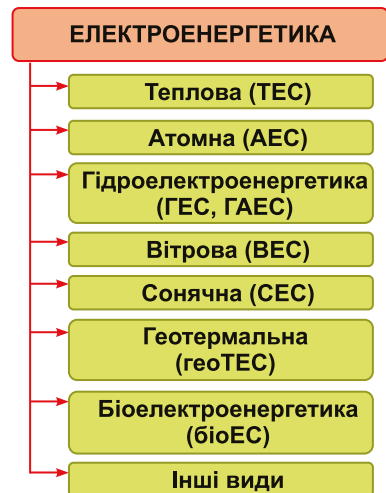 ЕЛЕКТРОЕНЕРГЕТИКА
Теплова (ТЕС)
Атомна (АЕС)
Гідроелектроенергетика
(ГЕС, ГАЕС)
Вітрова (ВЕС)
Сонячна (СЕС)
Геотермальна
(геоТЕС)
Біоелектроенергетика
(біоЕС)
Інші види